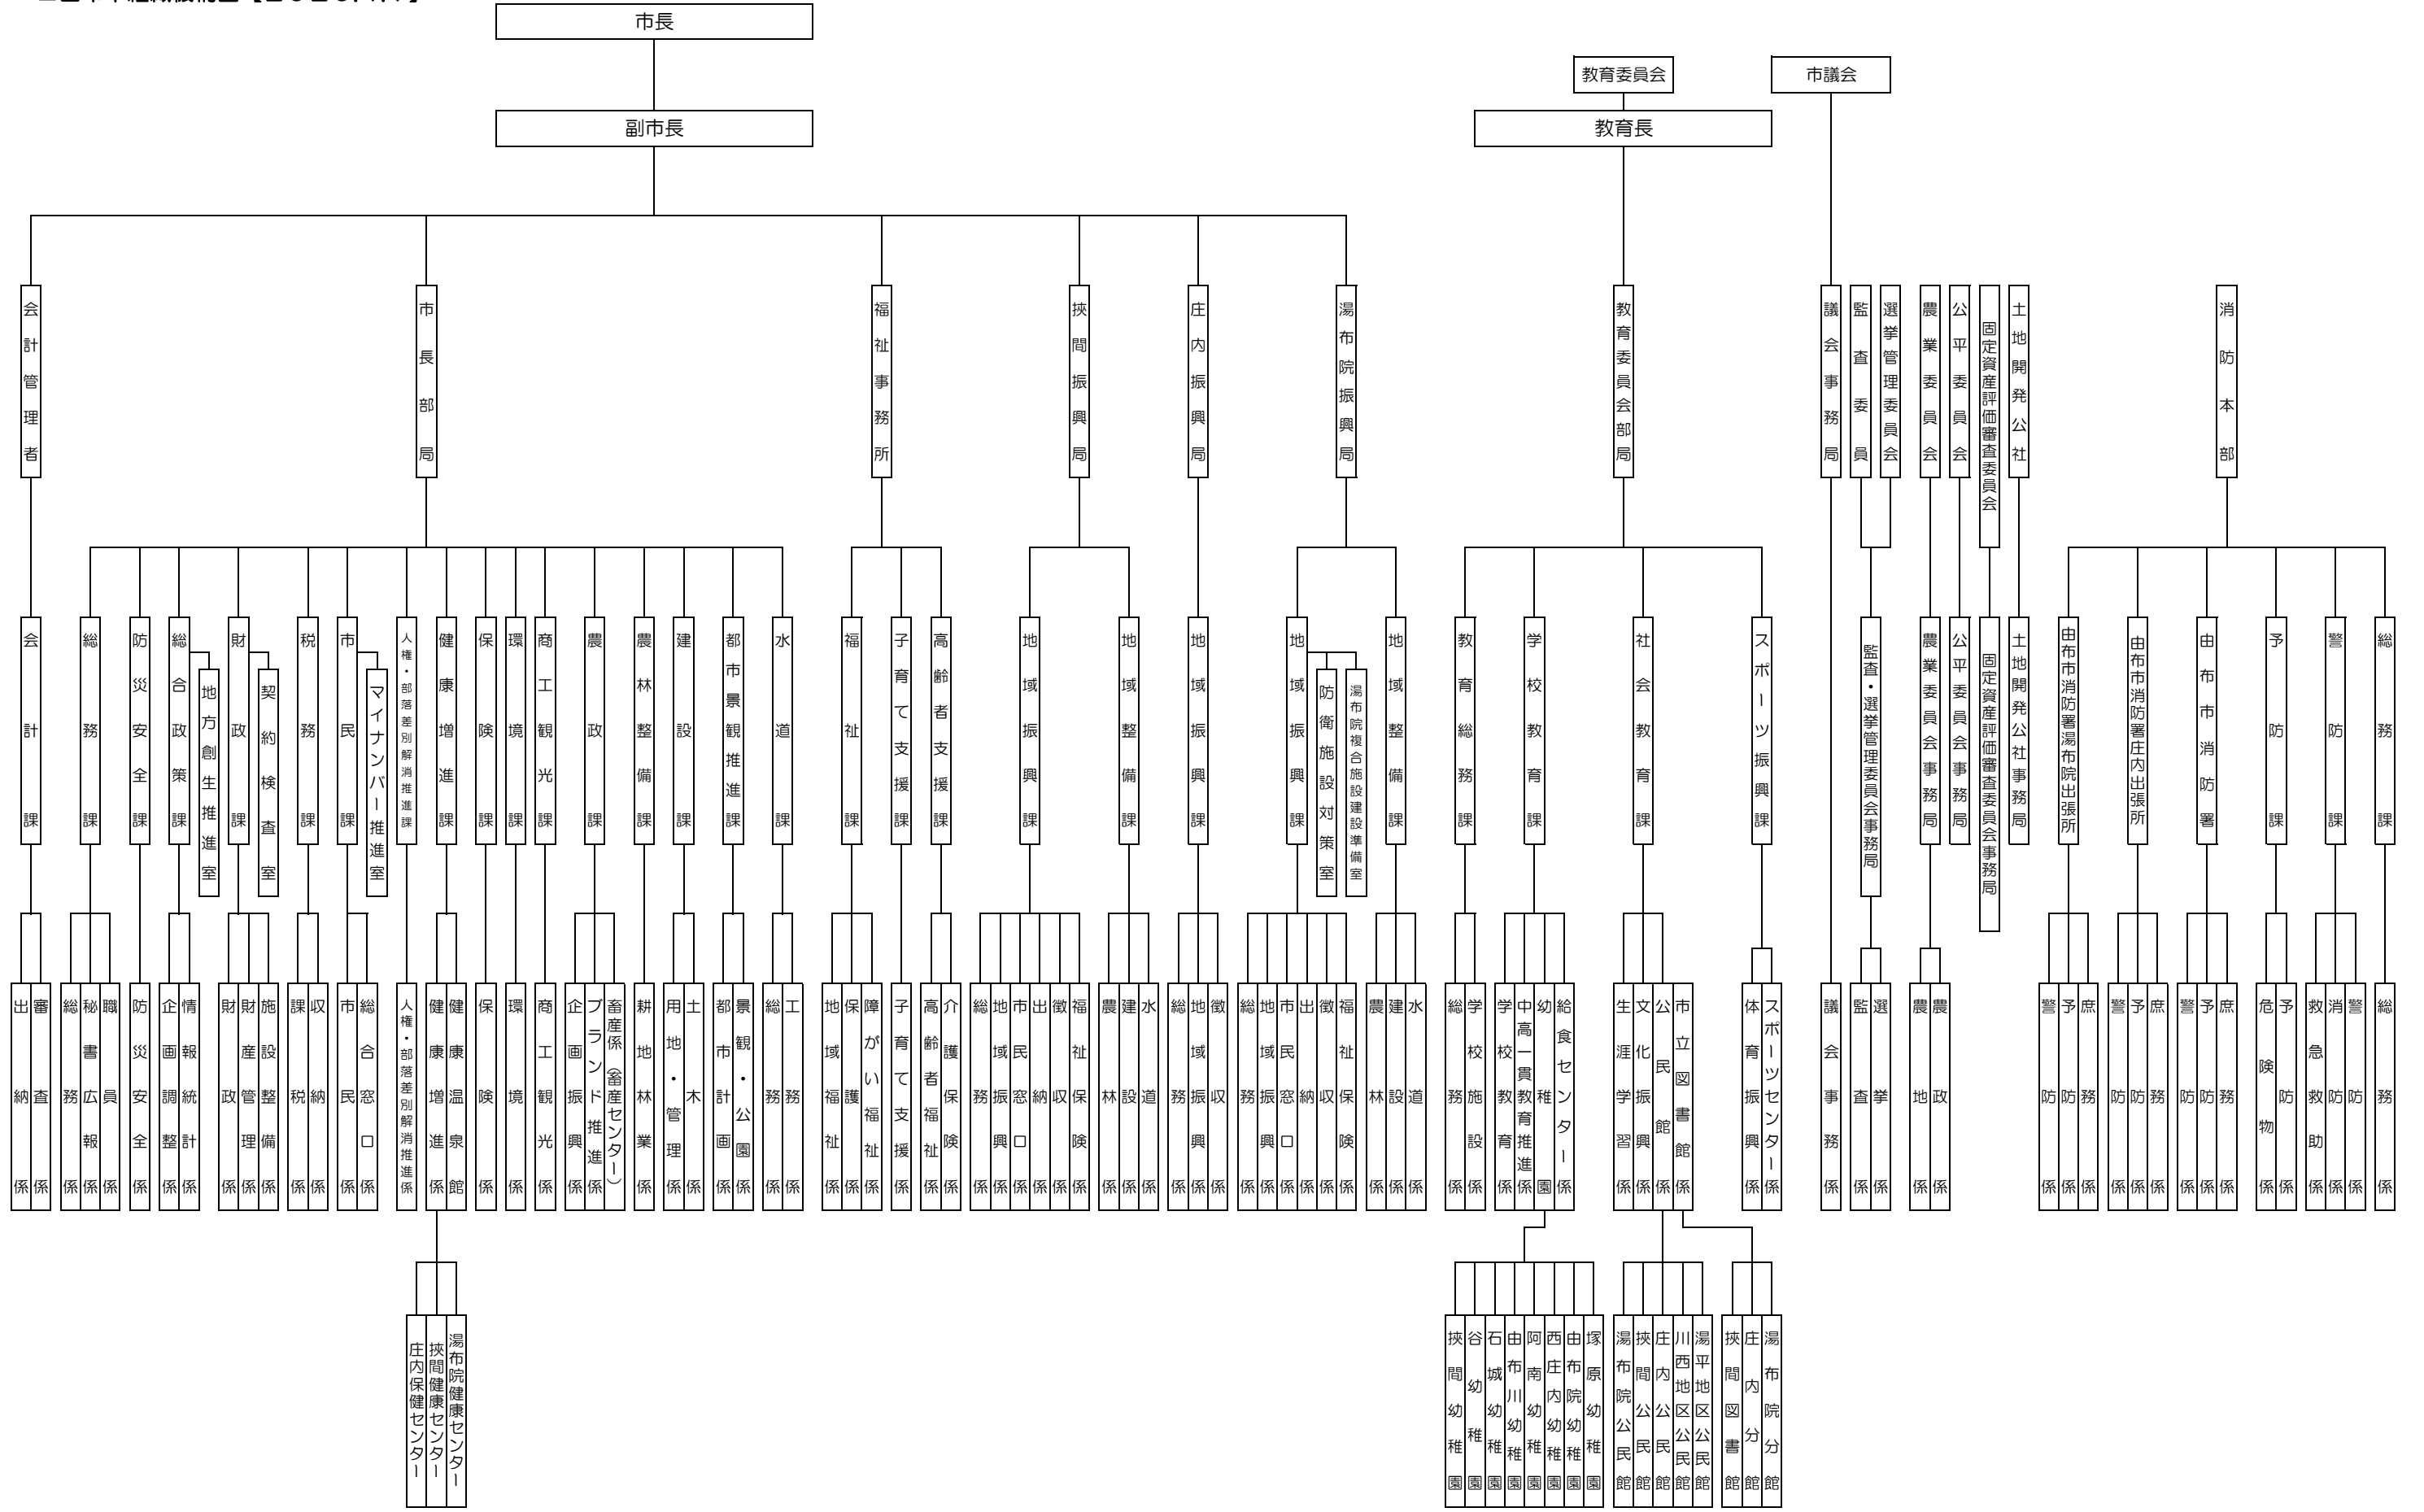 市長
教育委員会
市議会
副市長
教育長
会計管理者
市長部局
福祉事務所
挾間振興局
庄内振興局
湯布院振興局
教育委員会部局
議会事務局
監査委員
選挙管理委員会
農業委員会
公平委員会
固定資産評価審査委員会
土地開発公社
消防本部
会計課
総務課
防災安全課
総合政策課
地方創生推進室
財政課
契約検査室
税務課
市民課
マイナンバー推進室
人権・部落差別解消推進課
健康増進課
保険課
環境課
商工観光課
農政課
農林整備課
建設課
都市景観推進課
水道課
福祉課
子育て支援課
高齢者支援課
地域振興課
地域整備課
地域振興課
地域振興課
防衛施設対策室
湯布院複合施設建設準備室
地域整備課
教育総務課
学校教育課
社会教育課
スポーツ振興課
監査・選挙管理委員会事務局
農業委員会事務局
公平委員会事務局
固定資産評価審査委員会事務局
土地開発公社事務局
由布市消防署湯布院出張所
由布市消防署庄内出張所
由布市消防署
予防課
警防課
総務課
出納係
審査係
総務係
秘書広報係
職員係
防災安全係
企画調整係
情報統計係
財政係
財産管理係
施設整備係
課税係
収納係
市民係
総合窓口係
人権・部落差別解消推進係
健康増進係
健康温泉館
保険係
環境係
商工観光係
企画振興係
ブランド推進係
畜産係（畜産センター）
耕地林業係
用地・管理係
土木係
都市計画係
景観・公園係
総務係
工務係
地域福祉係
保護係
障がい福祉係
子育て支援係
高齢者福祉係
介護保険係
総務係
地域振興係
市民窓口係
出納係
徴収係
福祉保険係
農林係
建設係
水道係
総務係
地域振興係
徴収係
総務係
地域振興係
市民窓口係
出納係
徴収係
福祉保険係
農林係
建設係
水道係
総務係
学校施設係
学校教育係
中高一貫教育推進係
幼稚園
給食センター係
生涯学習係
文化振興係
公民館係
市立図書館係
体育振興係
スポーツセンター係
議会事務係
監査係
選挙係
農地係
農政係
警防係
予防係
庶務係
警防係
予防係
庶務係
警防係
予防係
庶務係
危険物係
予防係
救急救助係
消防係
警防係
総務係
庄内保健センター
挾間健康センター
湯布院健康センター
挾間幼稚園
谷幼稚園
石城幼稚園
由布川幼稚園
阿南幼稚園
西庄内幼稚園
由布院幼稚園
塚原幼稚園
湯布院公民館
挾間公民館
庄内公民館
川西地区公民館
湯平地区公民館
挾間図書館
庄内分館
湯布院分館